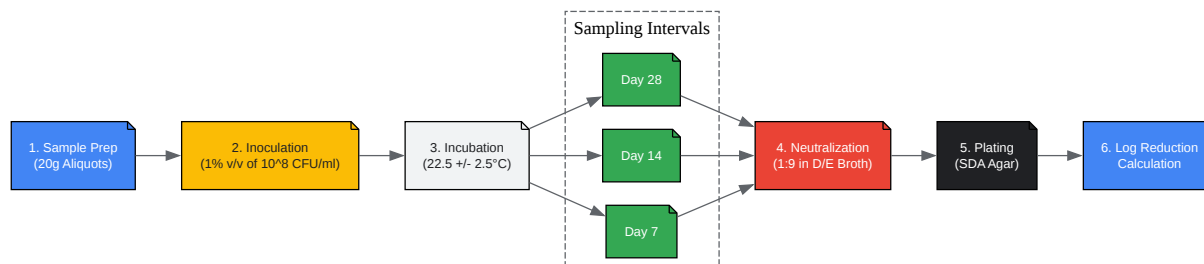 1. Sample Prep
(20g Aliquots)
2. Inoculation
(1% v/v of 10^8 CFU/ml)
3. Incubation
(22.5 +/- 2.5°C)
Sampling Intervals
Day 28
Day 14
Day 7
4. Neutralization
(1:9 in D/E Broth)
5. Plating
(SDA Agar)
6. Log Reduction
Calculation